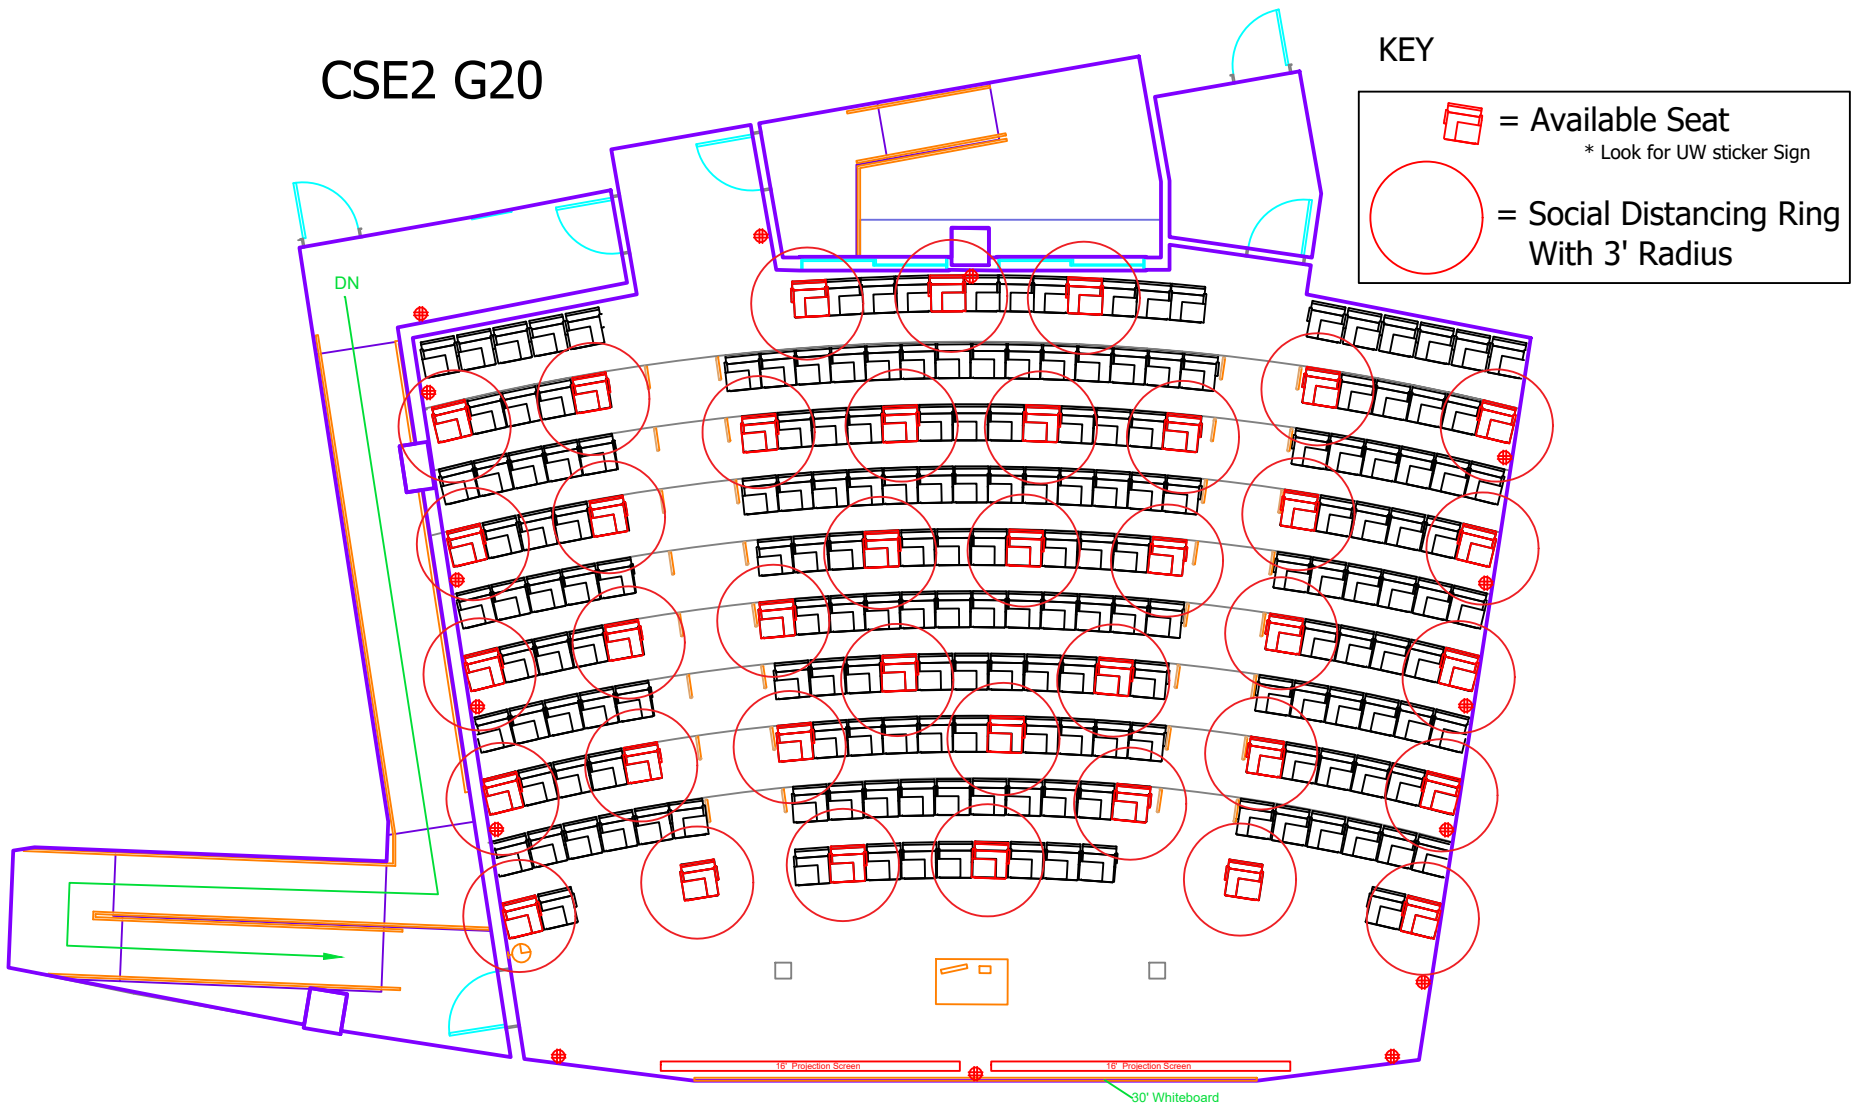 CSE2 G20
KEY
= Available Seat
* Look for UW sticker Sign
= Social Distancing Ring
With 3' Radius
DN
16' Projection Screen
16' Projection Screen
30' Whiteboard